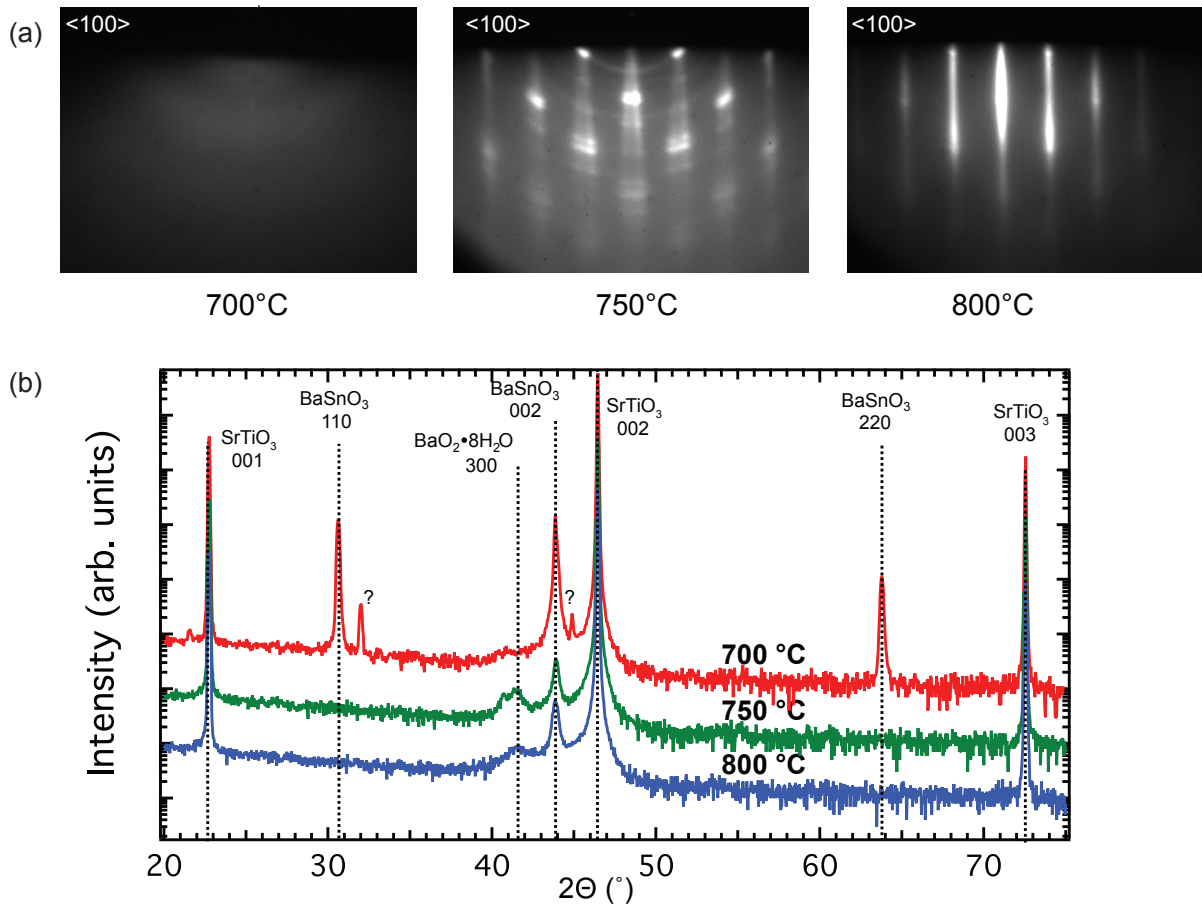 (a)
<100>
<100>
<100>
700°C
750°C
800°C
(b)
BaSnO3
110
BaSnO3
002
BaSnO3
220
SrTiO3
001
BaO2•8H2O
300
SrTiO3
002
SrTiO3
003
?
?
700 °C
750 °C
800 °C
Intensity (arb. units)
20
30
40
50
60
70
2Θ (°)